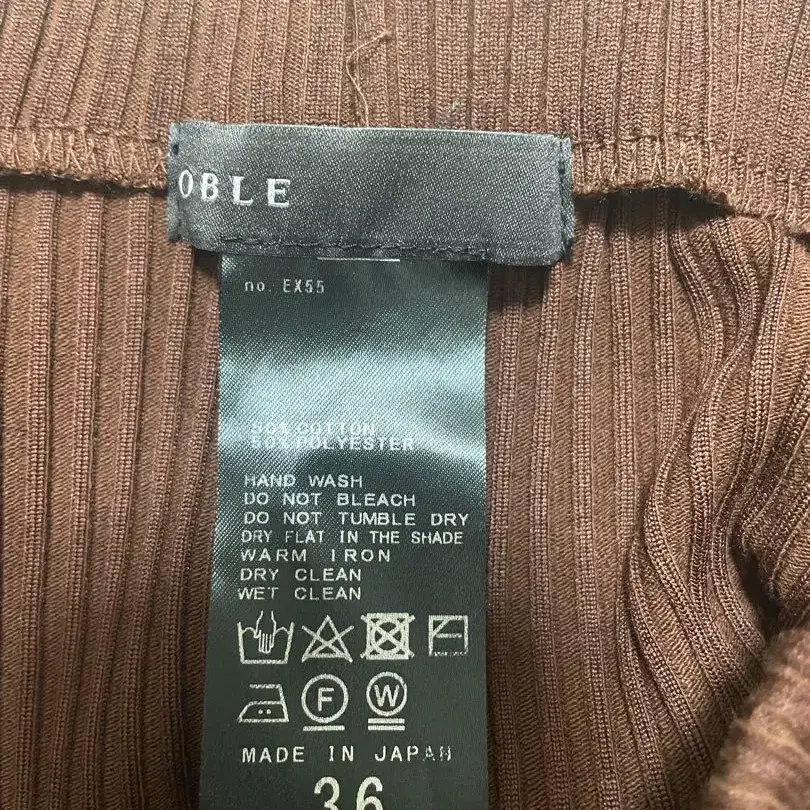 OBLE
no. EX55
50% COTTON
50% POLYESTER
HAND WASH
DO NOT BLEACH
DO NOT TUMBLE DRY
DRY FLAT IN THE SHADE
WARM IRON
DRY CLEAN
WET CLEAN
F W
MADE IN JAPAN
36